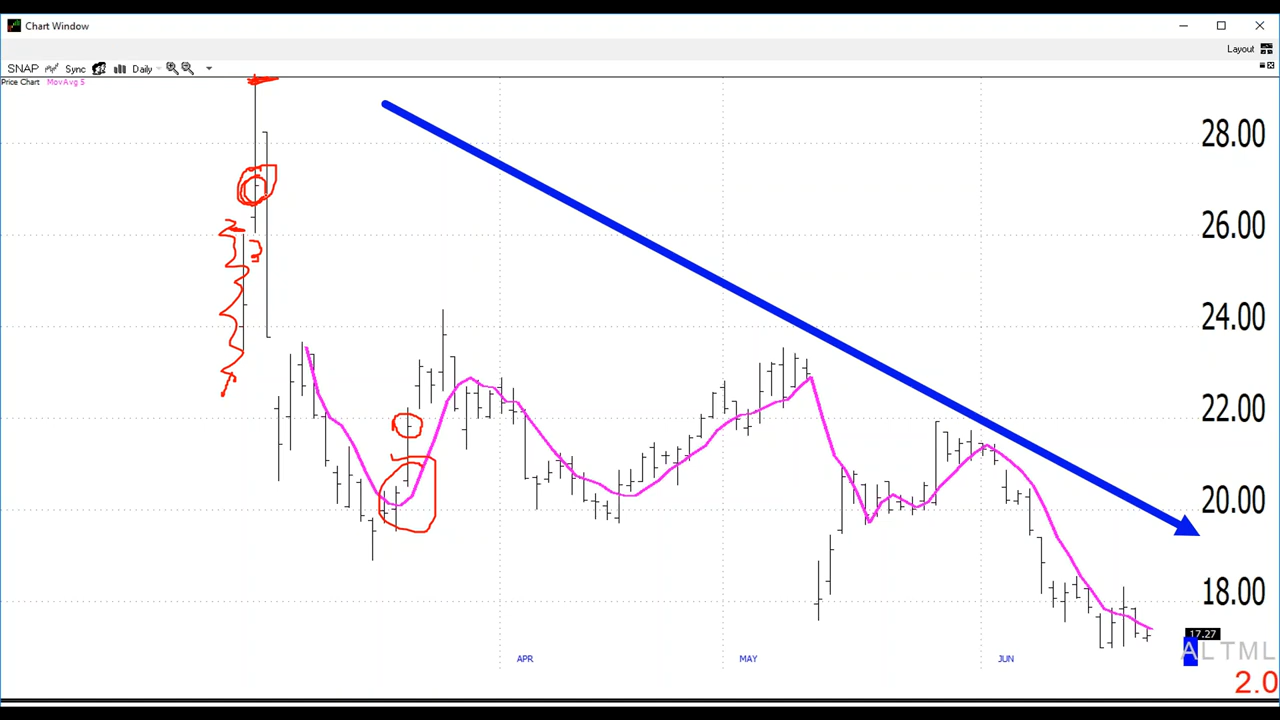 Chart Window
Layout
SNAP Sync Daily
Price Chart MovAvg 5
28.00
26.00
24.00
22.00
20.00
18.00
17.27
APR MAY JUN
ALTML
2.0